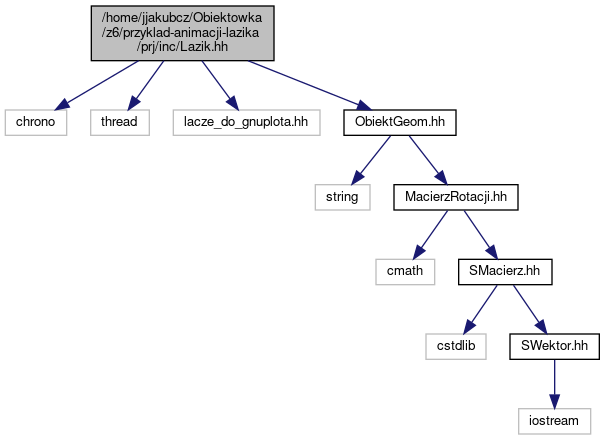 /home/jjakubcz/Obiektowka
/z6/przyklad-animacji-lazika
/prj/inc/Lazik.hh
chrono
thread
lacze_do_gnuplota.hh
ObiektGeom.hh
string
MacierzRotacji.hh
cmath
SMacierz.hh
cstdlib
SWektor.hh
iostream